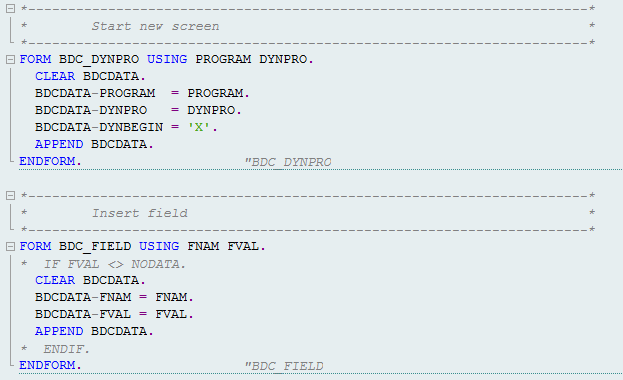 *----------------------------------------------------------------------*
*        Start new screen                                              *
*----------------------------------------------------------------------*
FORM BDC_DYNPRO USING PROGRAM DYNPRO.
  CLEAR BDCDATA.
  BDCDATA-PROGRAM  = PROGRAM.
  BDCDATA-DYNPRO   = DYNPRO.
  BDCDATA-DYNBEGIN = 'X'.
  APPEND BDCDATA.
ENDFORM.                    "BDC_DYNPRO
*----------------------------------------------------------------------*
*        Insert field                                                  *
*----------------------------------------------------------------------*
FORM BDC_FIELD USING FNAM FVAL.
*  IF FVAL <> NODATA.
  CLEAR BDCDATA.
  BDCDATA-FNAM = FNAM.
  BDCDATA-FVAL = FVAL.
  APPEND BDCDATA.
*  ENDIF.
ENDFORM.                    "BDC_FIELD